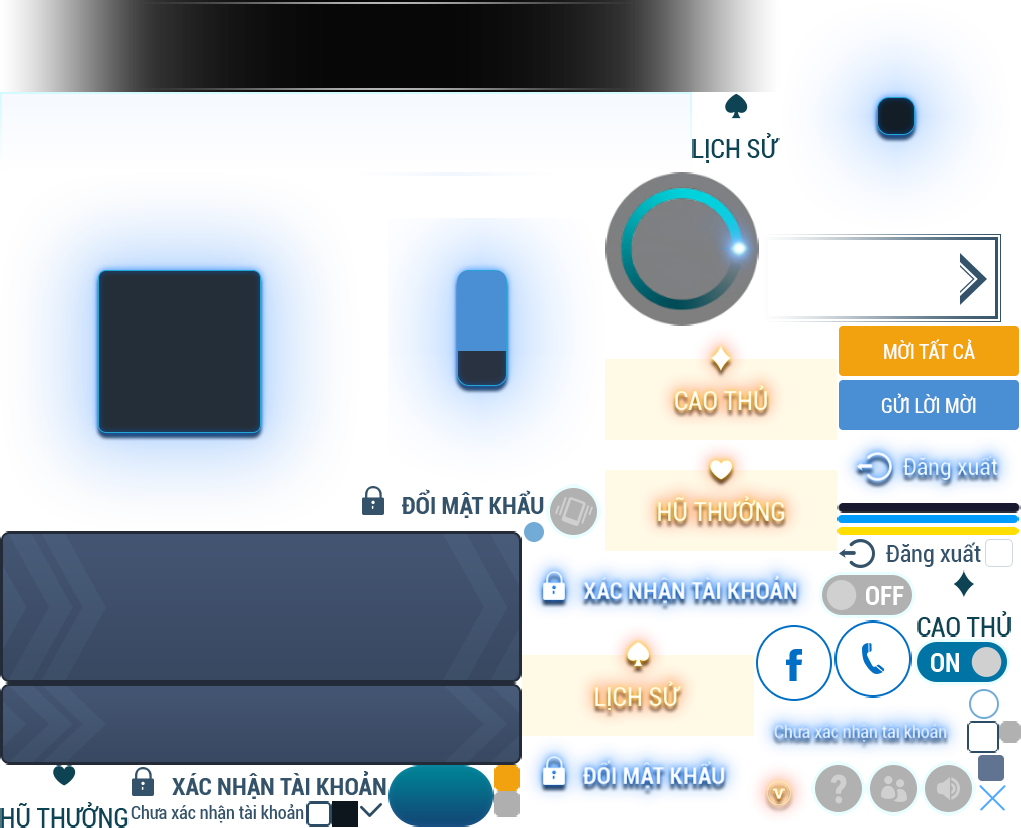 LỊCH SỬ
MỜI TẤT CẢ
CAO THỦ
GỬI LỜI MỜI
Đăng xuất
ĐỔI MẬT KHẨU
HŨ THƯỞNG
Đăng xuất
XÁC NHẬN TÀI KHOẢN
OFF
CAO THỦ
f
ON
LỊCH SỬ
Chưa xác nhận tài khoản
ĐỔI MẬT KHẨU
XÁC NHẬN TÀI KHOẢN
?
V
HŨ THƯỞNG
Chưa xác nhận tài khoản